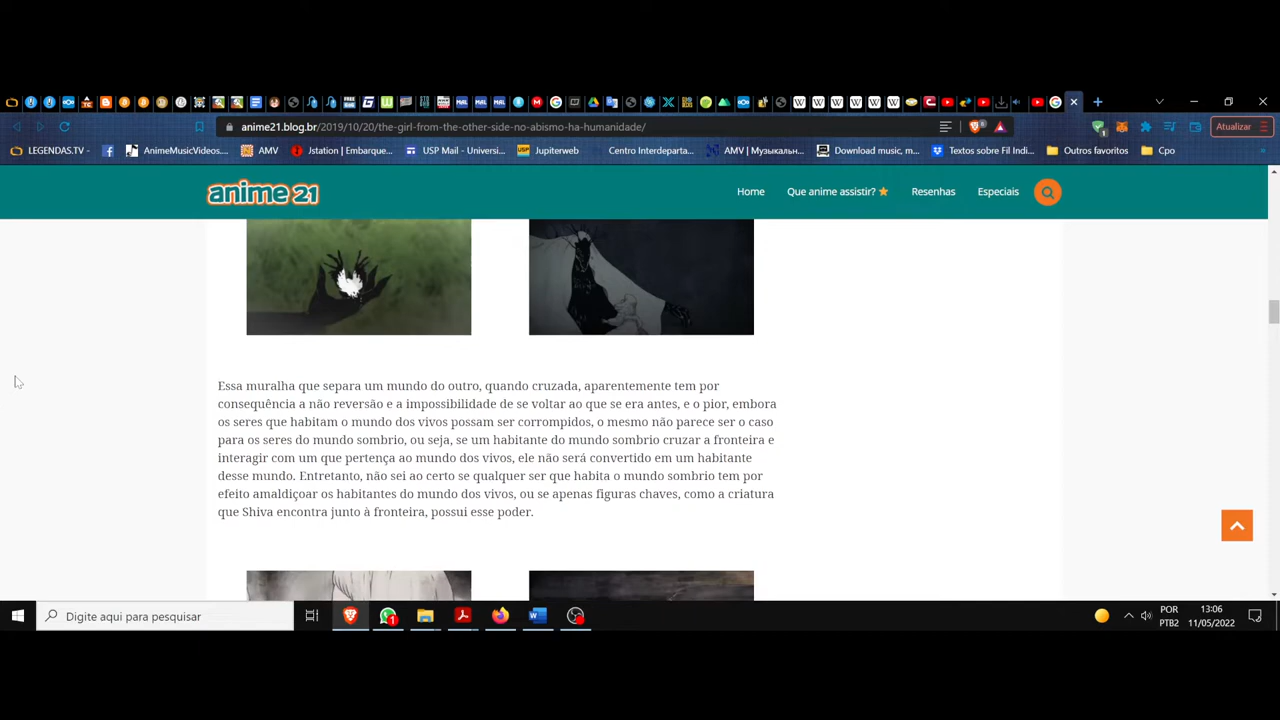 anime21.blog.br/2019/10/20/the-girl-from-the-other-side-no-abismo-ha-humanidade/
Atualizar
LEGENDAS.TV -
AnimeMusicVideos...
AMV
Jstation | Embarque...
USP Mail - Universi...
Jupiterweb
Centro Interdeparta...
AMV | Музыкальн...
Download music, m...
Textos sobre Fil Indi...
Outros favoritos
Cpo
anime 21
Home
Que anime assistir?
Resenhas
Especiais
Essa muralha que separa um mundo do outro, quando cruzada, aparentemente tem por
consequência a não reversão e a impossibilidade de se voltar ao que se era antes, e o pior, embora
os seres que habitam o mundo dos vivos possam ser corrompidos, o mesmo não parece ser o caso
para os seres do mundo sombrio, ou seja, se um habitante do mundo sombrio cruzar a fronteira e
interagir com um que pertença ao mundo dos vivos, ele não será convertido em um habitante
desse mundo. Entretanto, não sei ao certo se qualquer ser que habita o mundo sombrio tem por
efeito amaldiçoar os habitantes do mundo dos vivos, ou se apenas figuras chaves, como a criatura
que Shiva encontra junto à fronteira, possui esse poder.
Digite aqui para pesquisar
POR
PTB2
13:06
11/05/2022